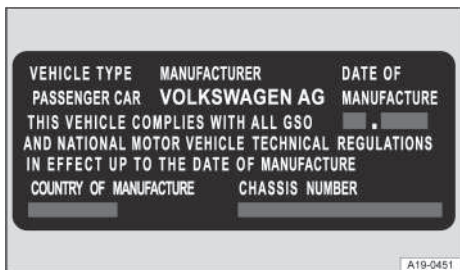 VEHICLE TYPE MANUFACTURER DATE OF
PASSENGER CAR VOLKSWAGEN AG MANUFACTURE
THIS VEHICLE COMPLIES WITH ALL GSO .
AND NATIONAL MOTOR VEHICLE TECHNICAL REGULATIONS
IN EFFECT UP TO THE DATE OF MANUFACTURE
COUNTRY OF MANUFACTURE CHASSIS NUMBER
A19-0451